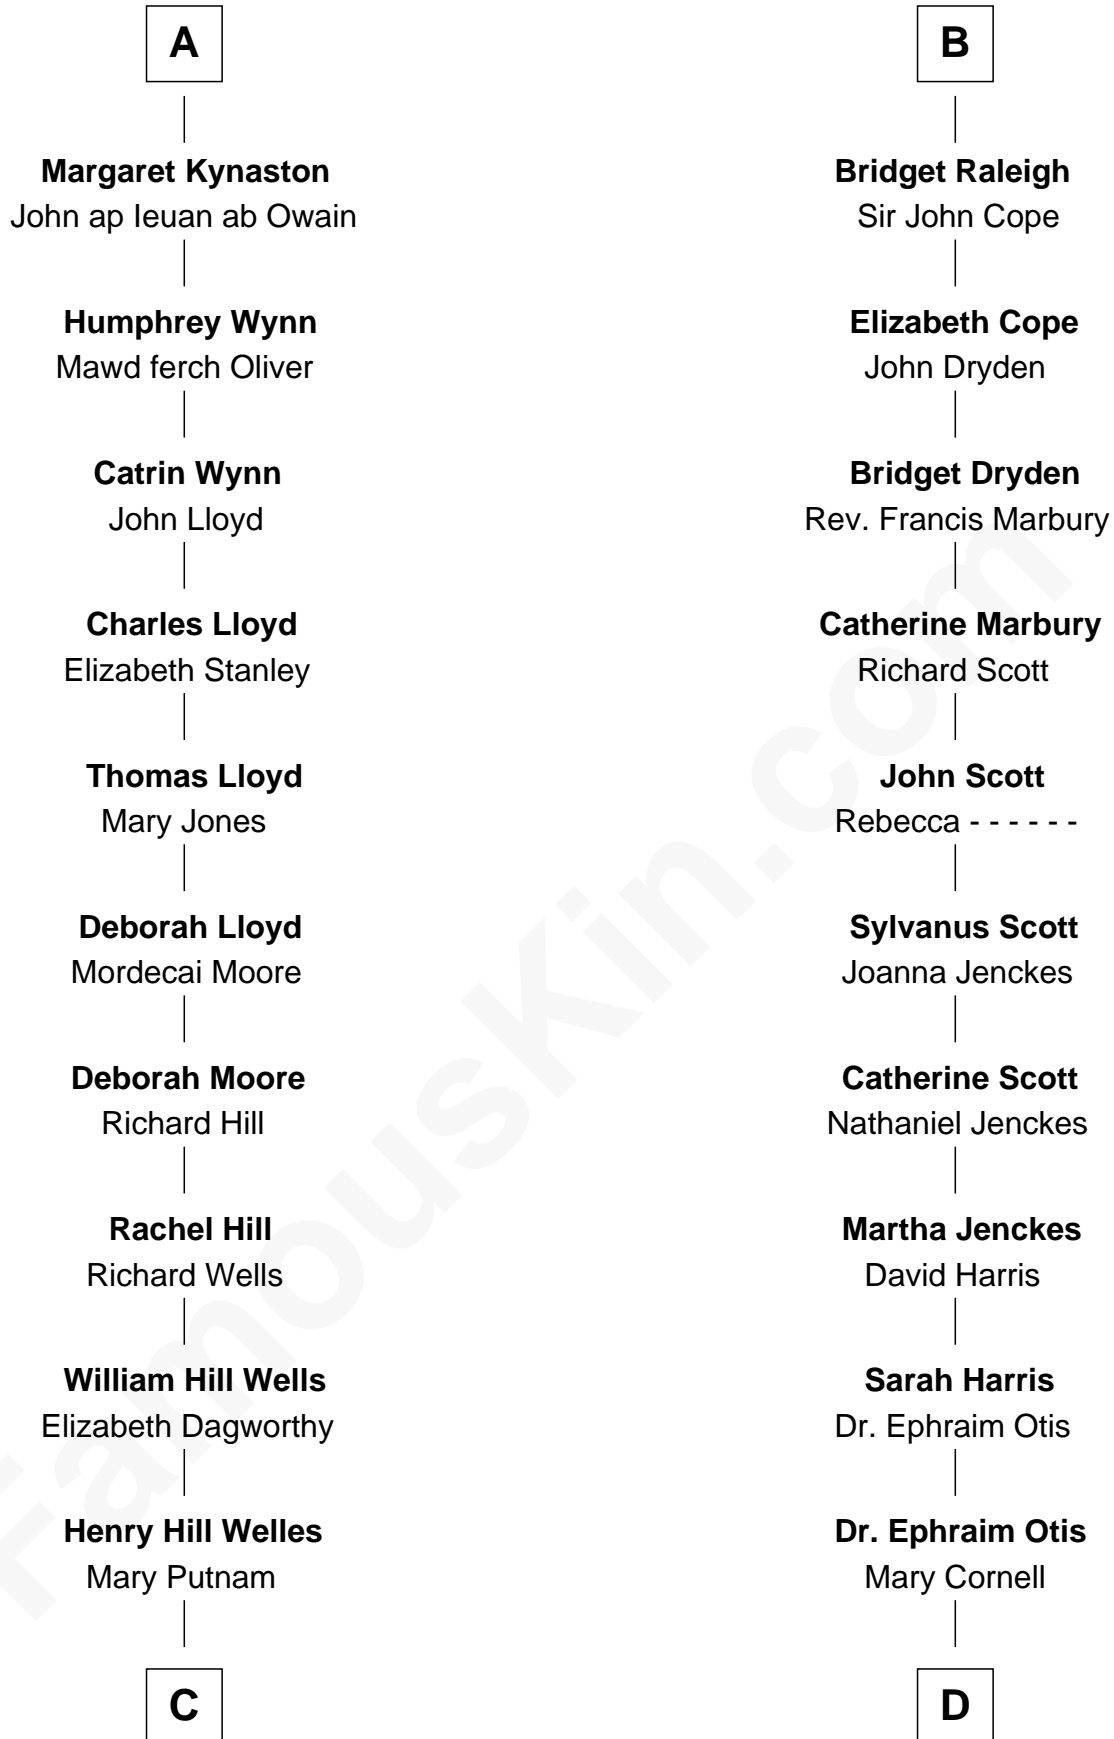 A
Margaret Kynaston
John ap Ieuan ab Owain
Humphrey Wynn
Mawd ferch Oliver
Catrin Wynn
John Lloyd
Charles Lloyd
Elizabeth Stanley
Thomas Lloyd
Mary Jones
Deborah Lloyd
Mordecai Moore
Deborah Moore
Richard Hill
Rachel Hill
Richard Wells
William Hill Wells
Elizabeth Dagworthy
Henry Hill Welles
Mary Putnam
C
B
Bridget Raleigh
Sir John Cope
Elizabeth Cope
John Dryden
Bridget Dryden
Rev. Francis Marbury
Catherine Marbury
Richard Scott
John Scott
Rebecca - - - - - -
Sylvanus Scott
Joanna Jenckes
Catherine Scott
Nathaniel Jenckes
Martha Jenckes
David Harris
Sarah Harris
Dr. Ephraim Otis
Dr. Ephraim Otis
Mary Cornell
D
FamousKin.com